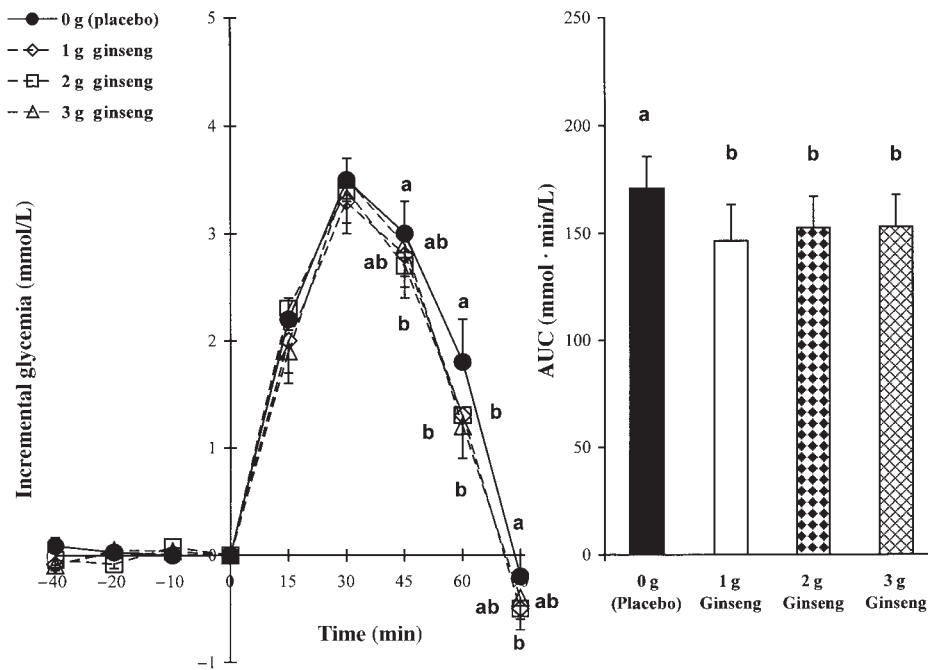 0 g (placebo)
1 g ginseng
2 g ginseng
3 g ginseng
Incremental glycemia (mmol/L)
5
4
3
2
1
0
−1
−40
−20
−10
0
15
30
45
60
a
ab
ab
b
a
b
b
b
a
ab
ab
b
Time (min)
AUC (mmol · min/L)
250
200
150
100
50
0
a
b
b
b
0 g
(Placebo)
1 g
Ginseng
2 g
Ginseng
3 g
Ginseng